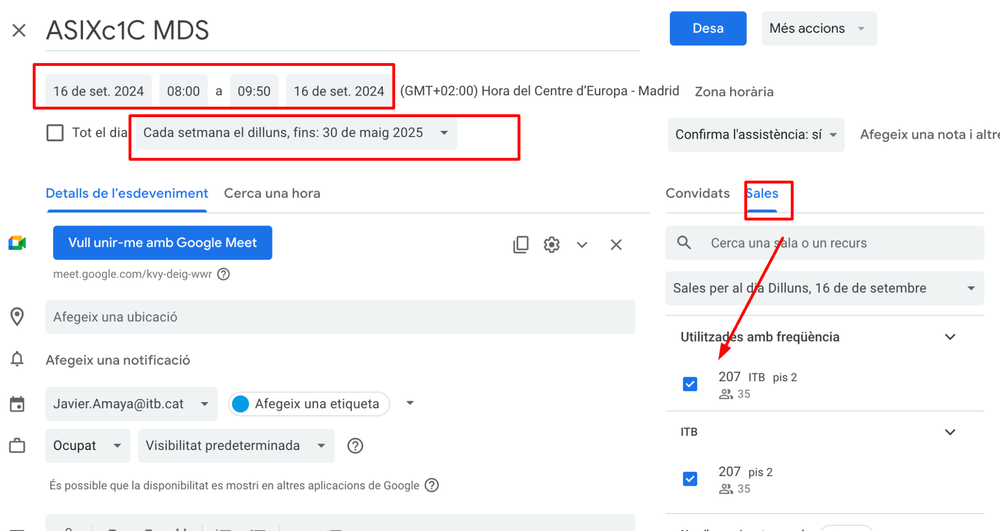 ASIXc1C MDS
Desa
Més accions
16 de set. 2024 08:00 a 09:50 16 de set. 2024 (GMT+02:00) Hora del Centre d’Europa - Madrid Zona horària
Tot el dia Cada setmana el dilluns, fins: 30 de maig 2025
Confirma l'assistència: sí Afegeix una nota i altre
Detalls de l'esdeveniment Cerca una hora
Convidats Sales
Vull unir-me amb Google Meet
meet.google.com/kvy-deig-wwr
Cerca una sala o un recurs
Sales per al dia Dilluns, 16 de de setembre
Afegeix una ubicació
Utilitzades amb freqüència
Afegeix una notificació
207 ITB pis 2
35
Javier.Amaya@itb.cat Afegeix una etiqueta
ITB
Ocupat Visibilitat predeterminada
207 pis 2
35
És possible que la disponibilitat es mostri en altres aplicacions de Google